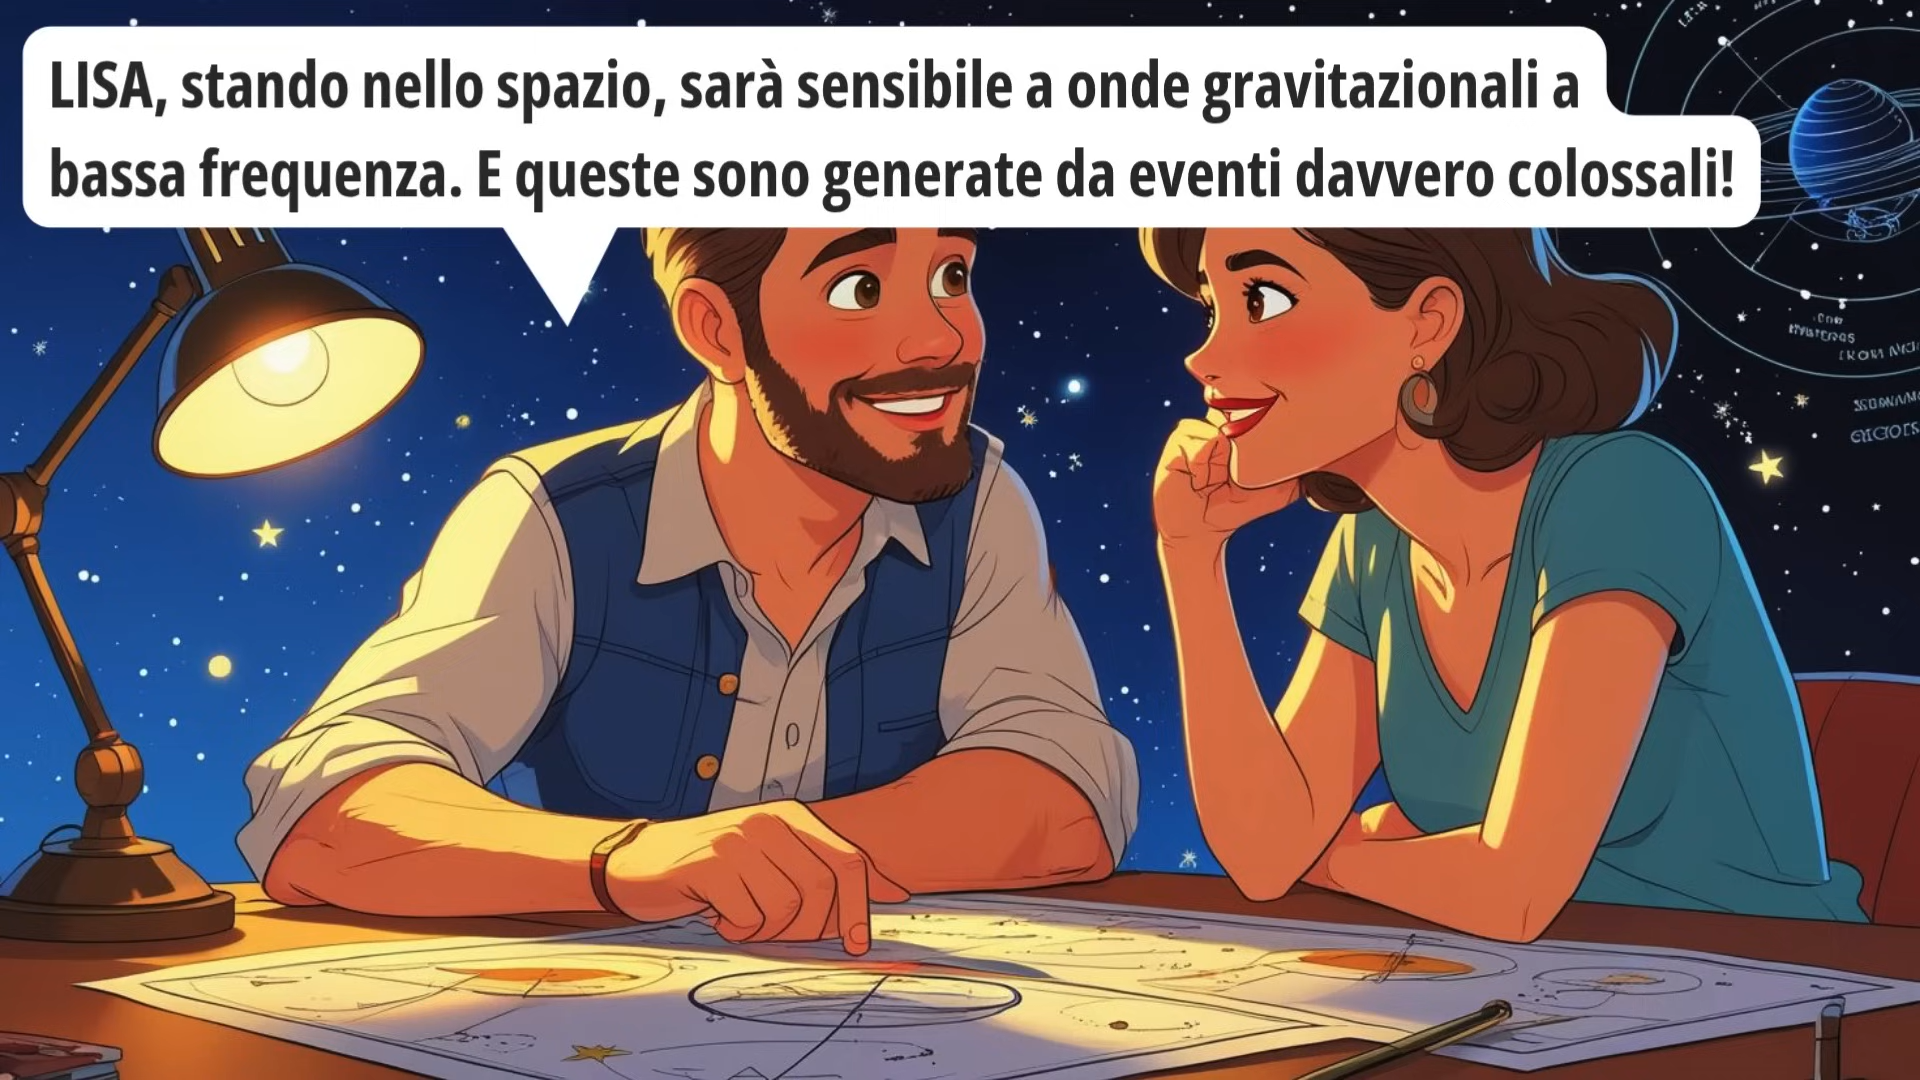 LISA, stando nello spazio, sarà sensibile a onde gravitazionali a
bassa frequenza. E queste sono generate da eventi davvero colossali!